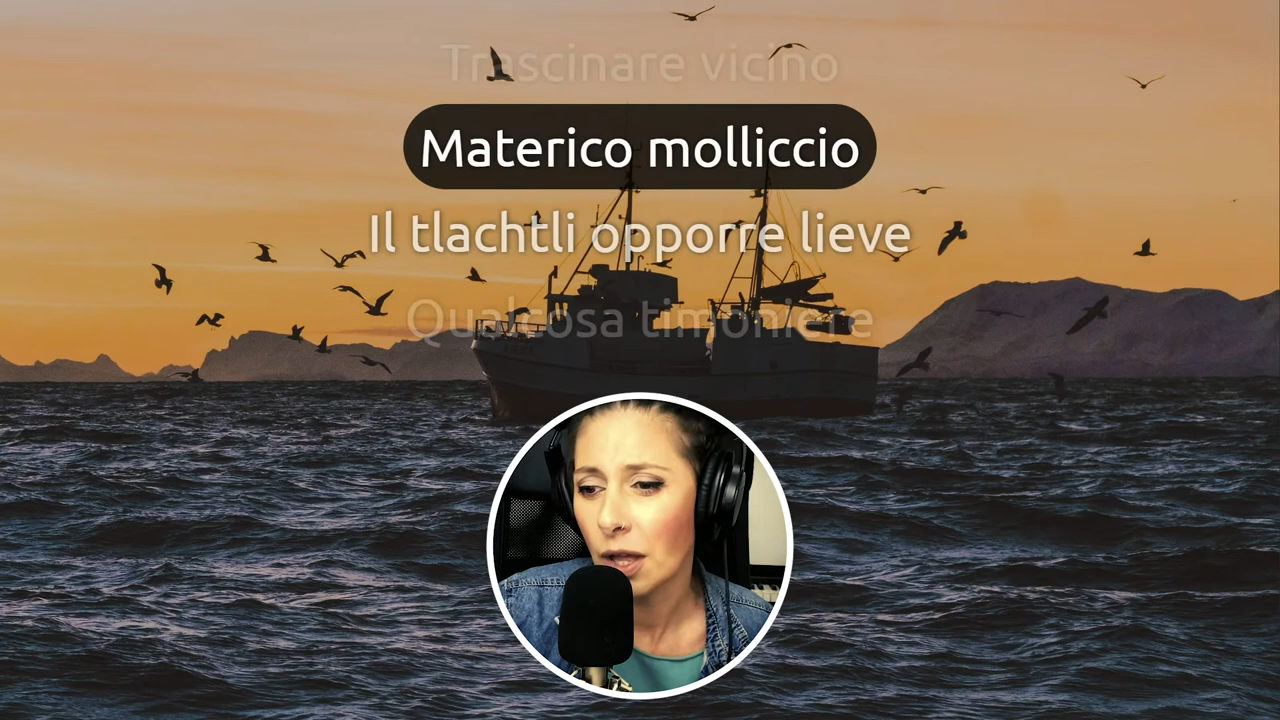 Trascinare vicino
Materico molliccio
Il tlachtli opporre lieve
Qualcosa timoniere